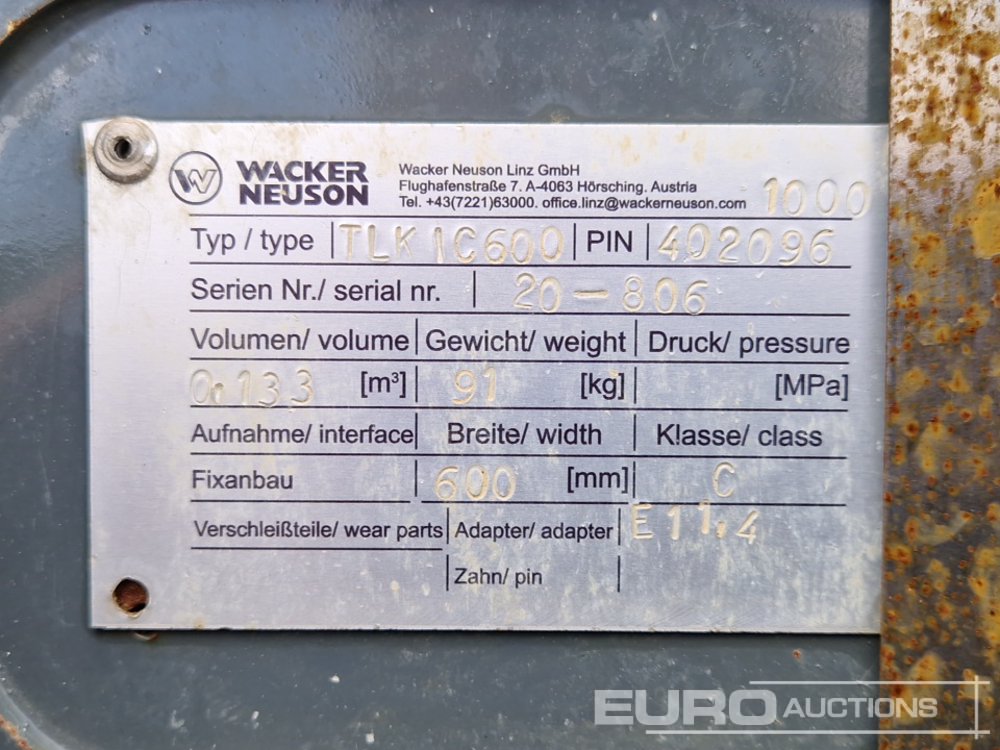 WACKER NEUSON
Wacker Neuson Linz GmbH
Flughafenstraße 7. A-4063 Hörsching. Austria
Tel. +43(7221)63000. office.linz@wackerneuson.com
1000
Typ / type TLK IC600 PIN 402096
Serien Nr./ serial nr. 20-806
Volumen/ volume Gewicht/ weight Druck/ pressure
0.133 [m³] 91 [kg] [MPa]
Aufnahme/ interface Breite/ width Klasse/ class
Fixanbau 600 [mm] C
Verschleißteile/ wear parts Adapter/ adapter E11.4
Zahn/ pin
EURO AUCTIONS